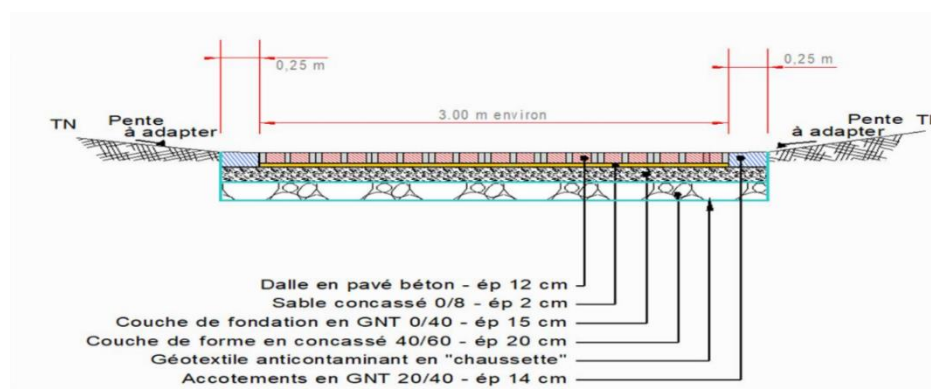 0,25 m
0,25 m
3.00 m environ
TN
Pente
à adapter
Pente
à adapter
Dalle en pavé béton - ép 12 cm
Sable concassé 0/8 - ép 2 cm
Couche de fondation en GNT 0/40 - ép 15 cm
Couche de forme en concassé 40/60 - ép 20 cm
Géotextile anticontaminant en "chaussette"
Accotements en GNT 20/40 - ép 14 cm